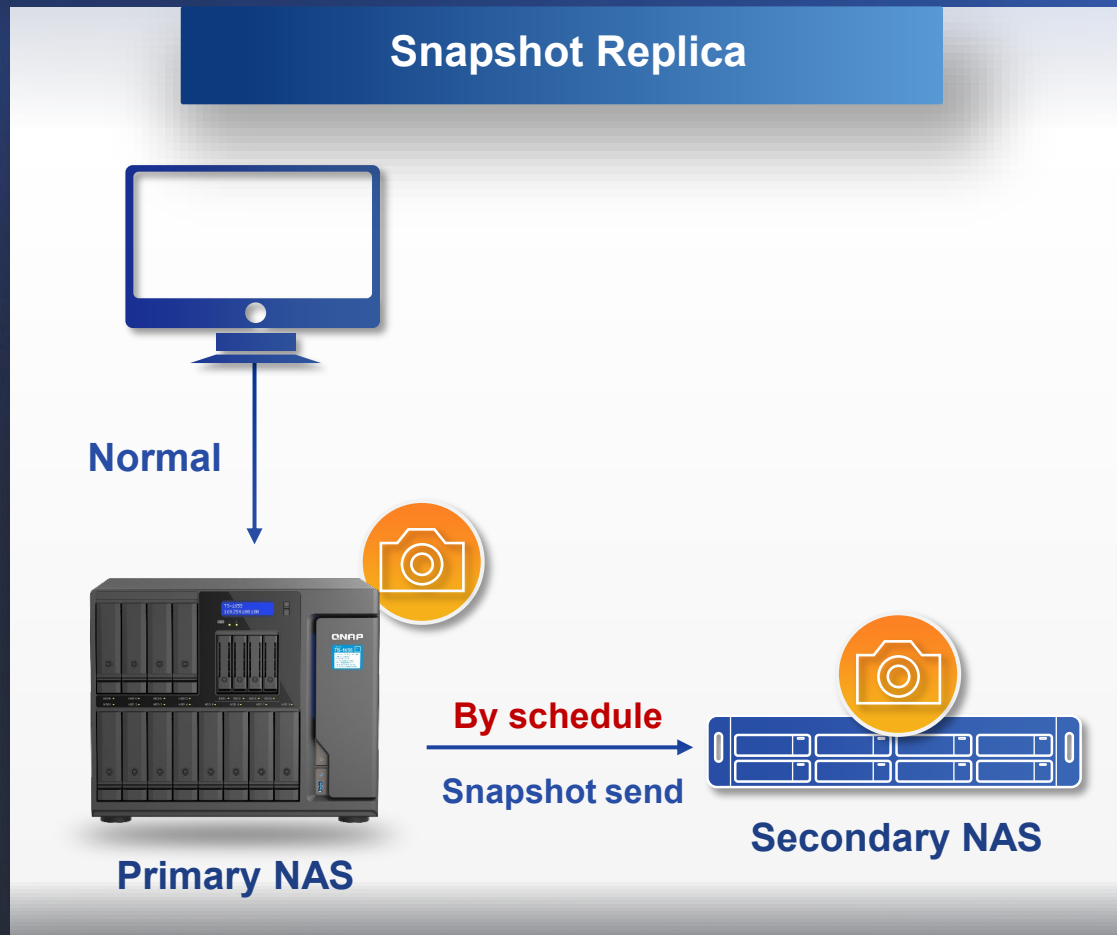 Snapshot Replica
Normal
QNAP
By schedule
Snapshot send
Secondary NAS
Primary NAS